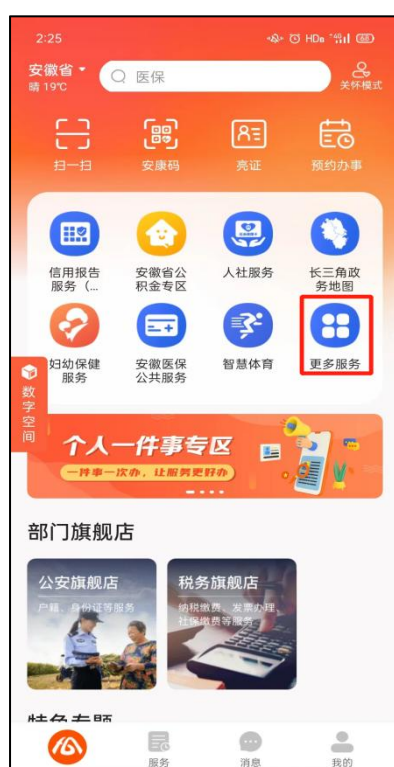 2:25
HD 4G 68
安徽省
晴 19℃
医保
关怀模式
扫一扫
安康码
亮证
预约办事
信用报告
服务（...
安徽省公
积金专区
人社服务
长三角政
务地图
妇幼保健
服务
安徽医保
公共服务
智慧体育
更多服务
数字空间
个人一件事专区
一件事一次办，让服务更好办
部门旗舰店
公安旗舰店
户籍、身份证等服务
税务旗舰店
纳税缴费、发票办理、
社保缴费等服务
特色专题
服务
消息
我的